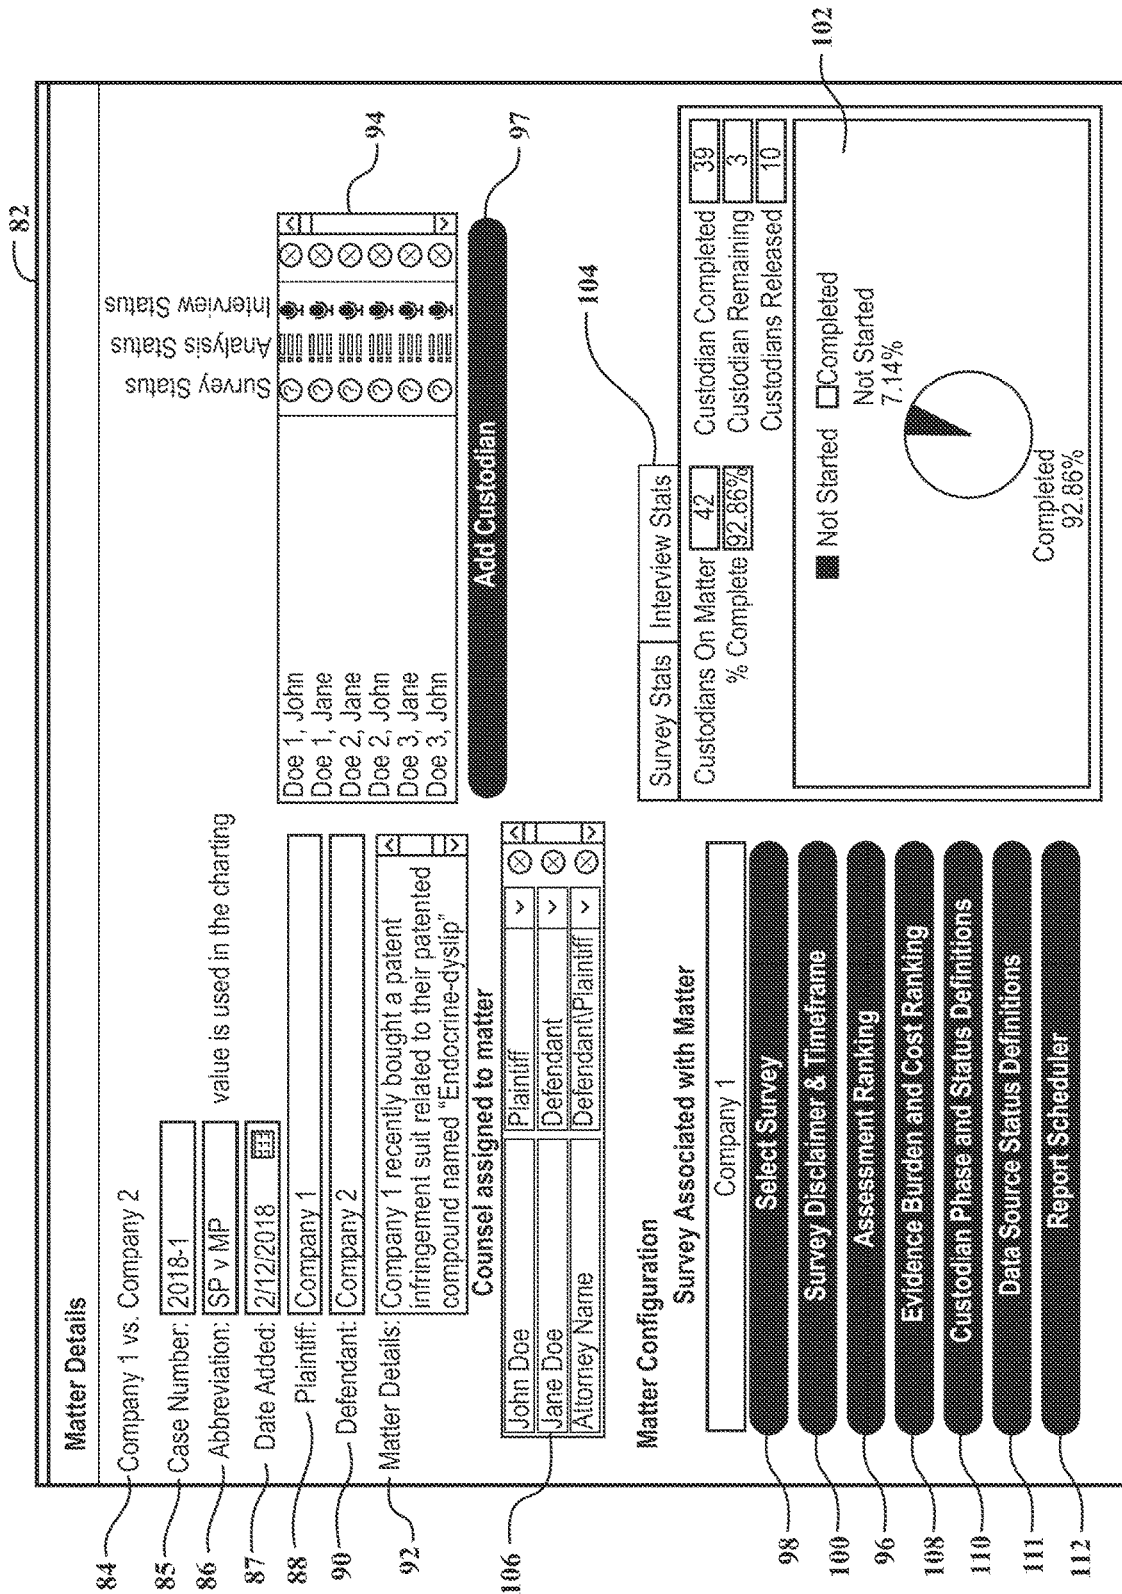 82
Matter Details
84
Company 1 vs. Company 2
85
Case Number: 2018-1
86
Abbreviation: SP v MP
value is used in the charting
87
Date Added: 2/12/2018
88
Plaintiff: Company 1
90
Defendant: Company 2
92
Matter Details: Company 1 recently bought a patent
infringement suit related to their patented
compound named "Endocrine-dyslip"
Counsel assigned to matter
106
John Doe Plaintiff
Jane Doe Defendant
Attorney Name Defendant\Plaintiff
Survey Status
Analysis Status
Interview Status
Doe 1, John
Doe 1, Jane
Doe 2, Jane
Doe 2, John
Doe 3, Jane
Doe 3, John
94
Add Custodian
97
Matter Configuration
Survey Associated with Matter
Company 1
98
Select Survey
100
Survey Disclaimer & Timeframe
96
Assessment Ranking
108
Evidence Burden and Cost Ranking
110
Custodian Phase and Status Definitions
111
Data Source Status Definitions
112
Report Scheduler
104
Survey Stats Interview Stats
Custodians On Matter 42 Custodian Completed 39
% Complete 92.86% Custodian Remaining 3
Custodians Released 10
Not Started Completed
Not Started
7.14%
Completed
92.86%
102